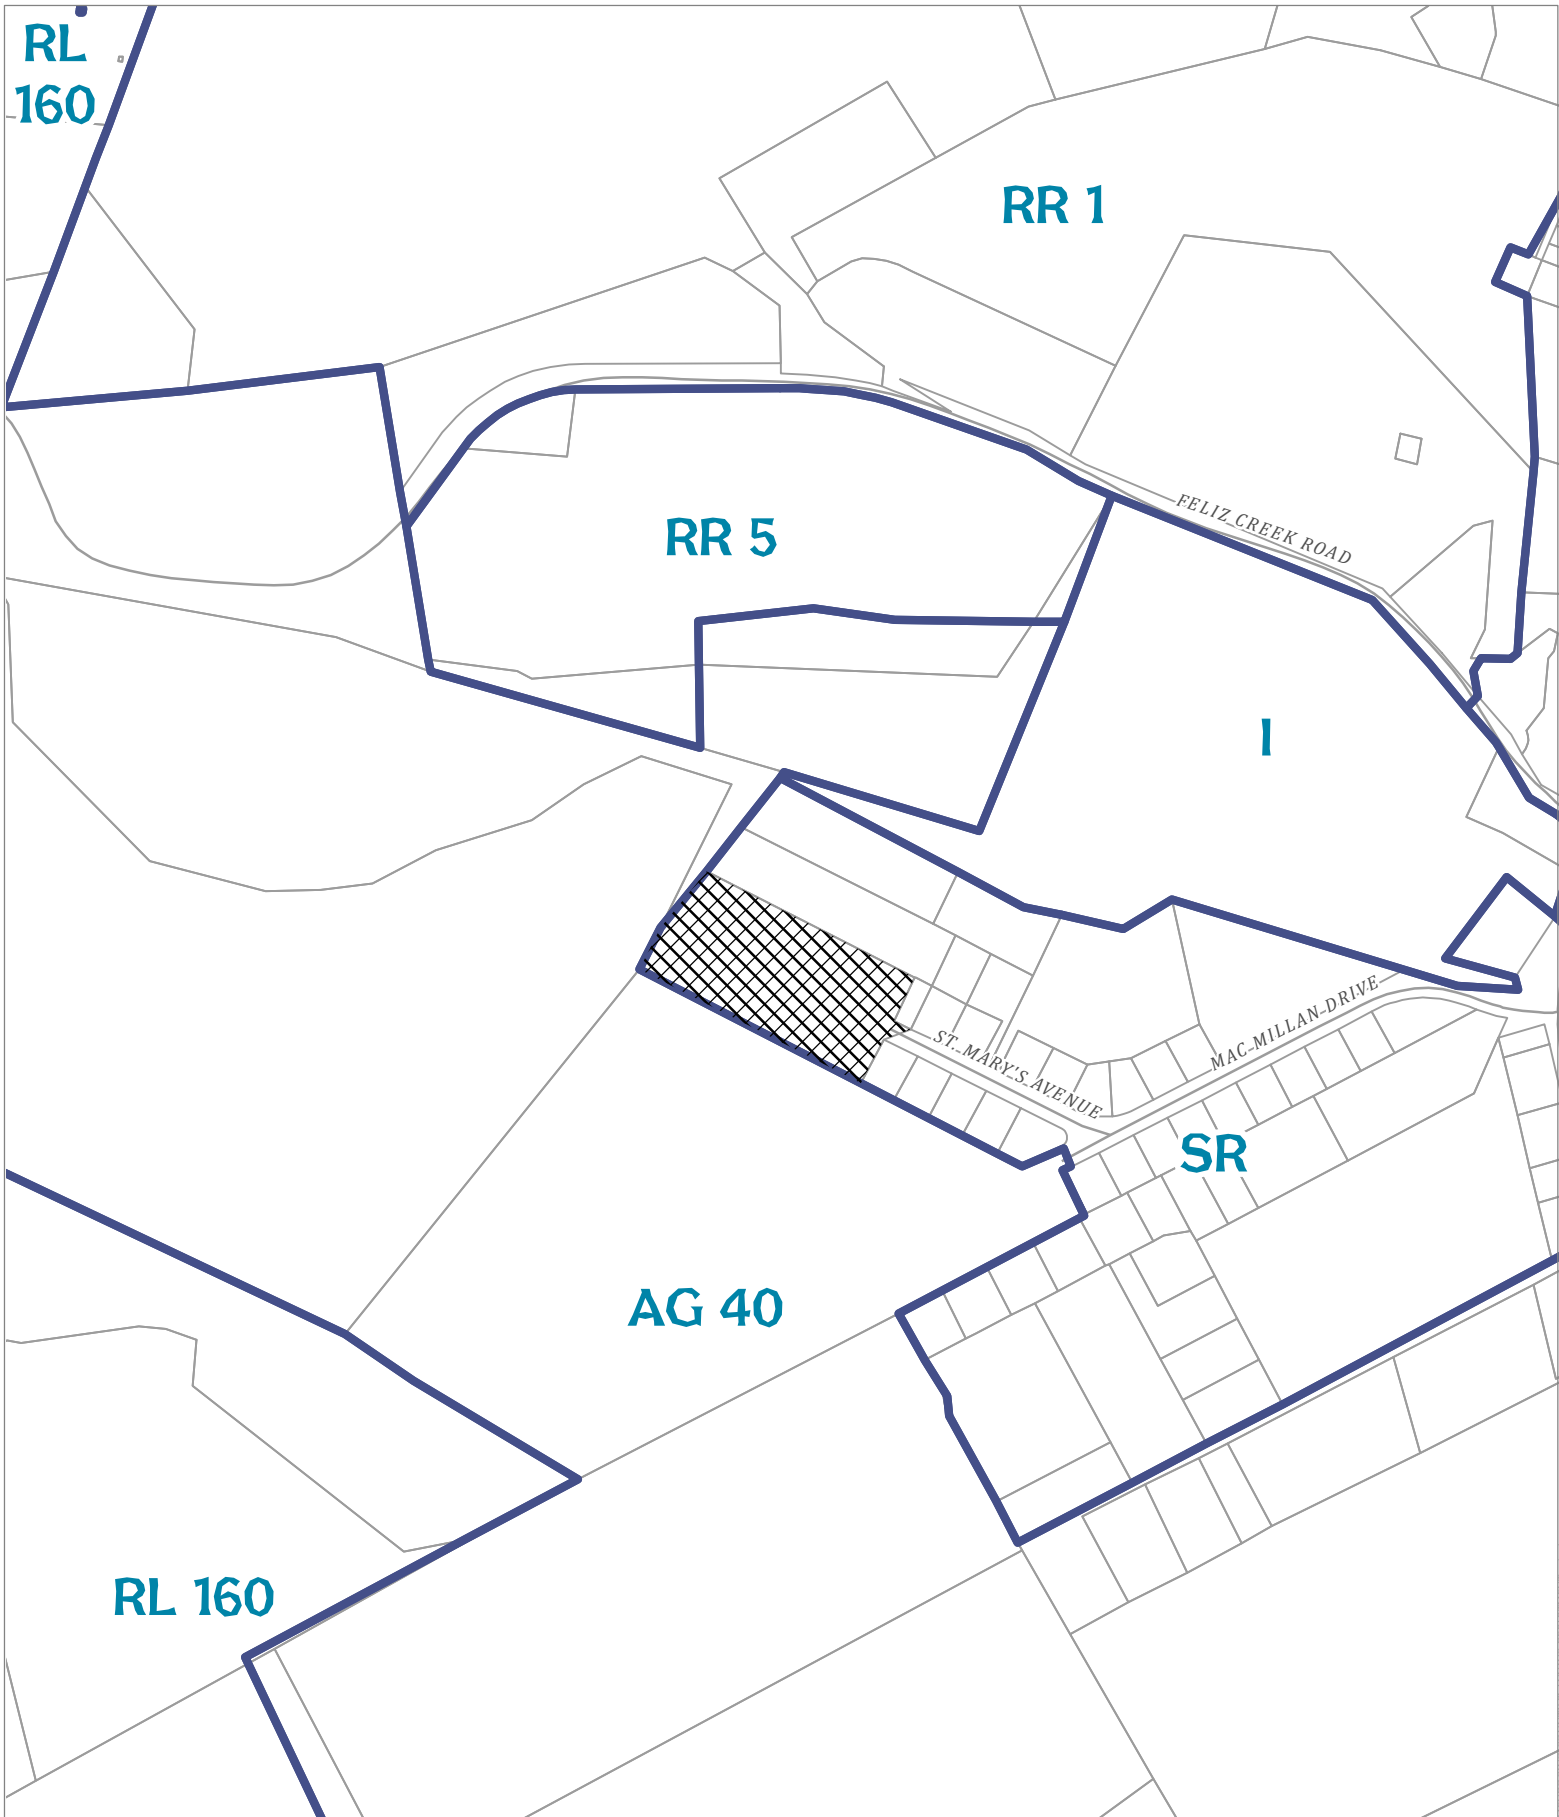 RL
160
RR 1
FELIZ CREEK ROAD
RR 5
I
MAC MILLAN DRIVE
ST. MARY'S AVENUE
SR
AG 40
RL 160